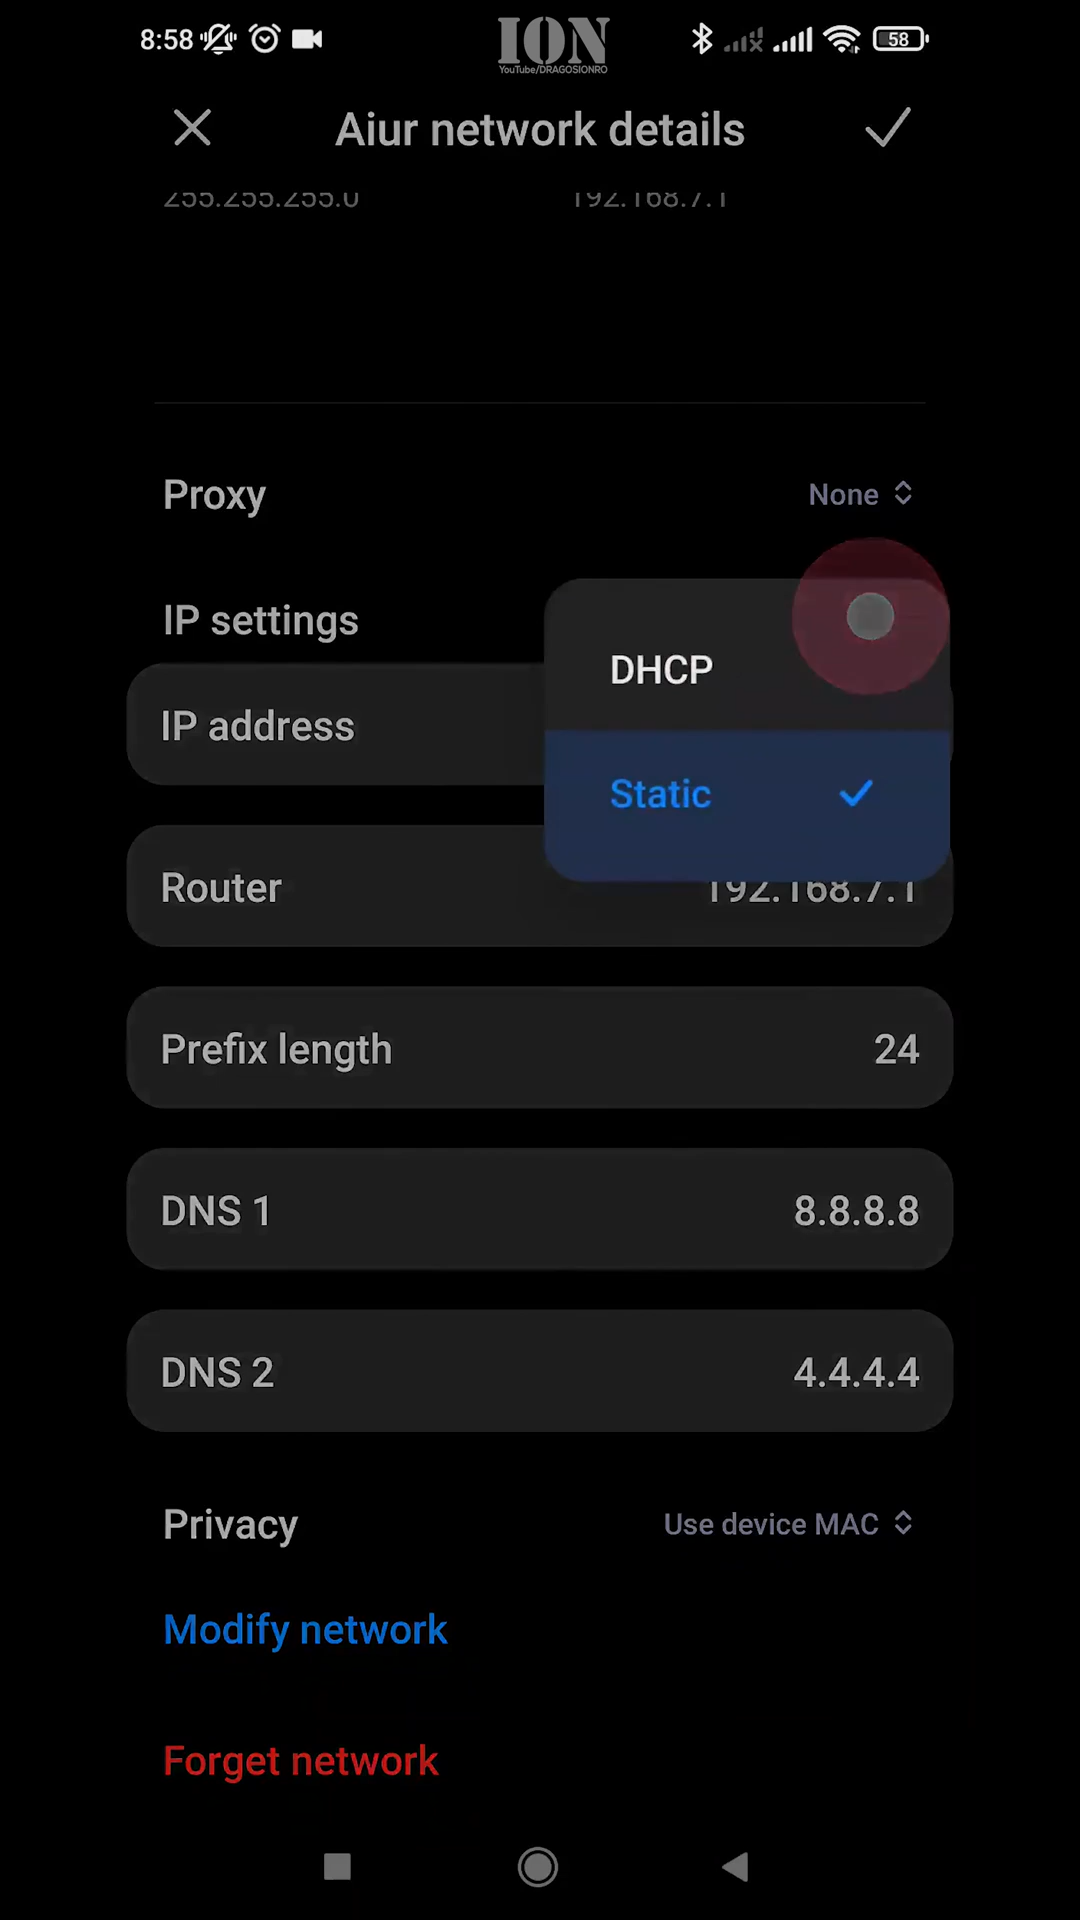 8:58
ION
YouTube/DRAGOSIONRO
58
Aiur network details
255.255.255.0
192.168.7.1
Proxy
None
IP settings
DHCP
IP address
Static
Router
192.168.7.1
Prefix length
24
DNS 1
8.8.8.8
DNS 2
4.4.4.4
Privacy
Use device MAC
Modify network
Forget network